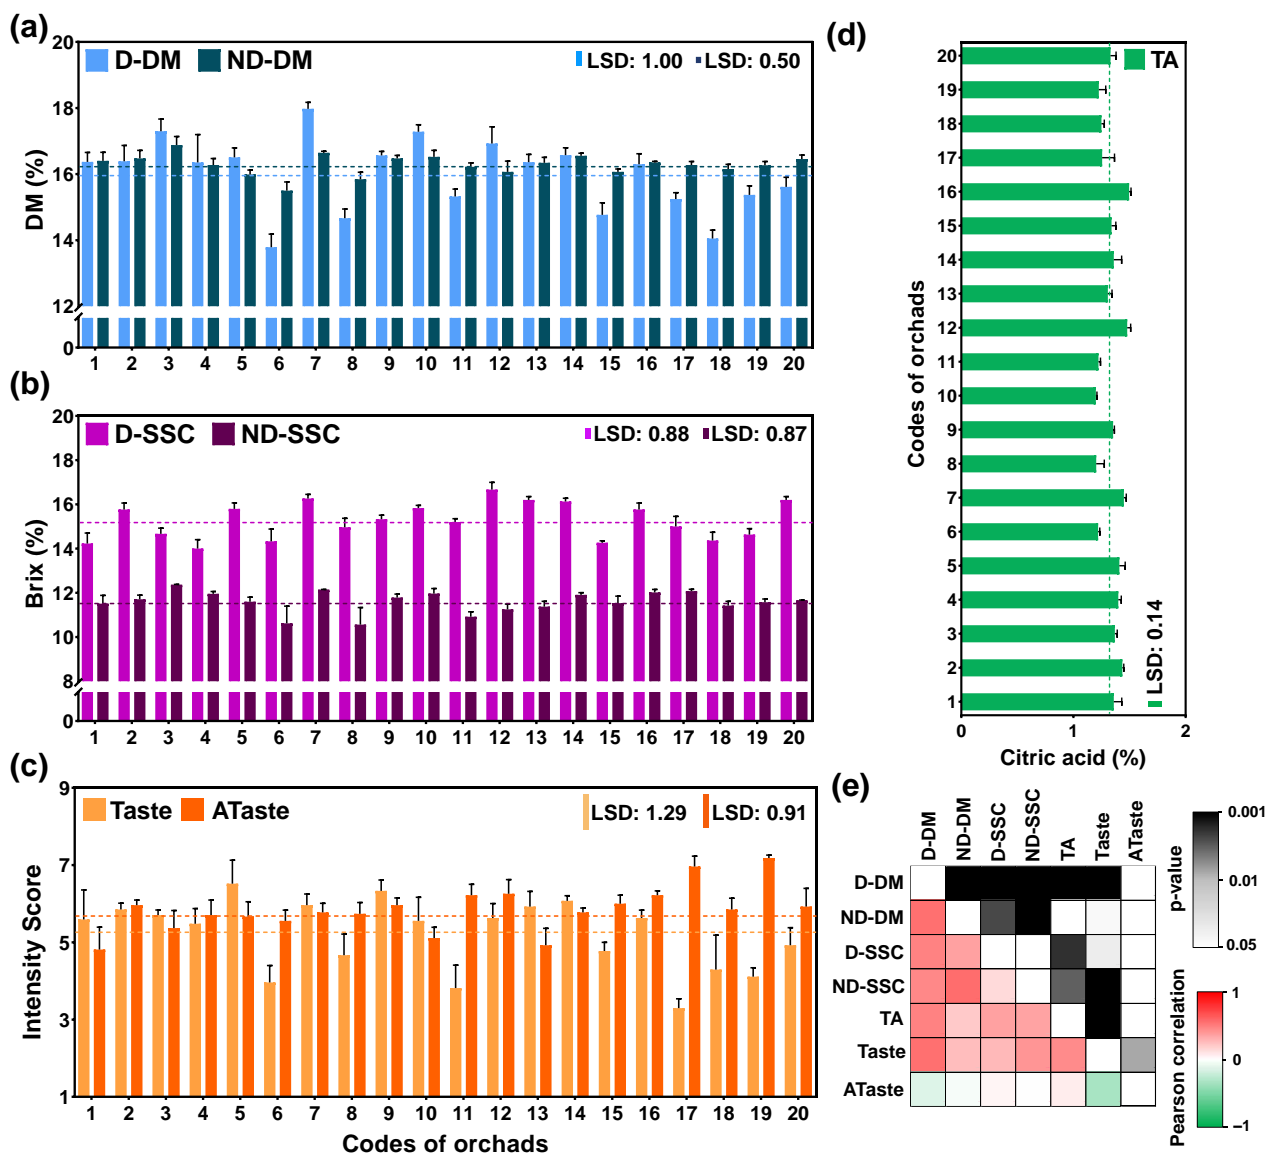 (a)
D-DM ND-DM LSD: 1.00 LSD: 0.50
DM (%)
20
18
16
14
12
0
1 2 3 4 5 6 7 8 9 10 11 12 13 14 15 16 17 18 19 20
(b)
D-SSC ND-SSC LSD: 0.88 LSD: 0.87
Brix (%)
20
18
16
14
12
10
8
0
1 2 3 4 5 6 7 8 9 10 11 12 13 14 15 16 17 18 19 20
(c)
Taste ATaste LSD: 1.29 LSD: 0.91
Intensity Score
9
7
5
3
1
1 2 3 4 5 6 7 8 9 10 11 12 13 14 15 16 17 18 19 20
Codes of orchads
(d)
TA
Codes of orchads
20
19
18
17
16
15
14
13
12
11
10
9
8
7
6
5
4
3
2
1
LSD: 0.14
0 1 2
Citric acid (%)
(e)
D-DM ND-DM D-SSC ND-SSC TA Taste ATaste
D-DM
ND-DM
D-SSC
ND-SSC
TA
Taste
ATaste
p-value
0.001
0.01
0.05
Pearson correlation
1
0
−1